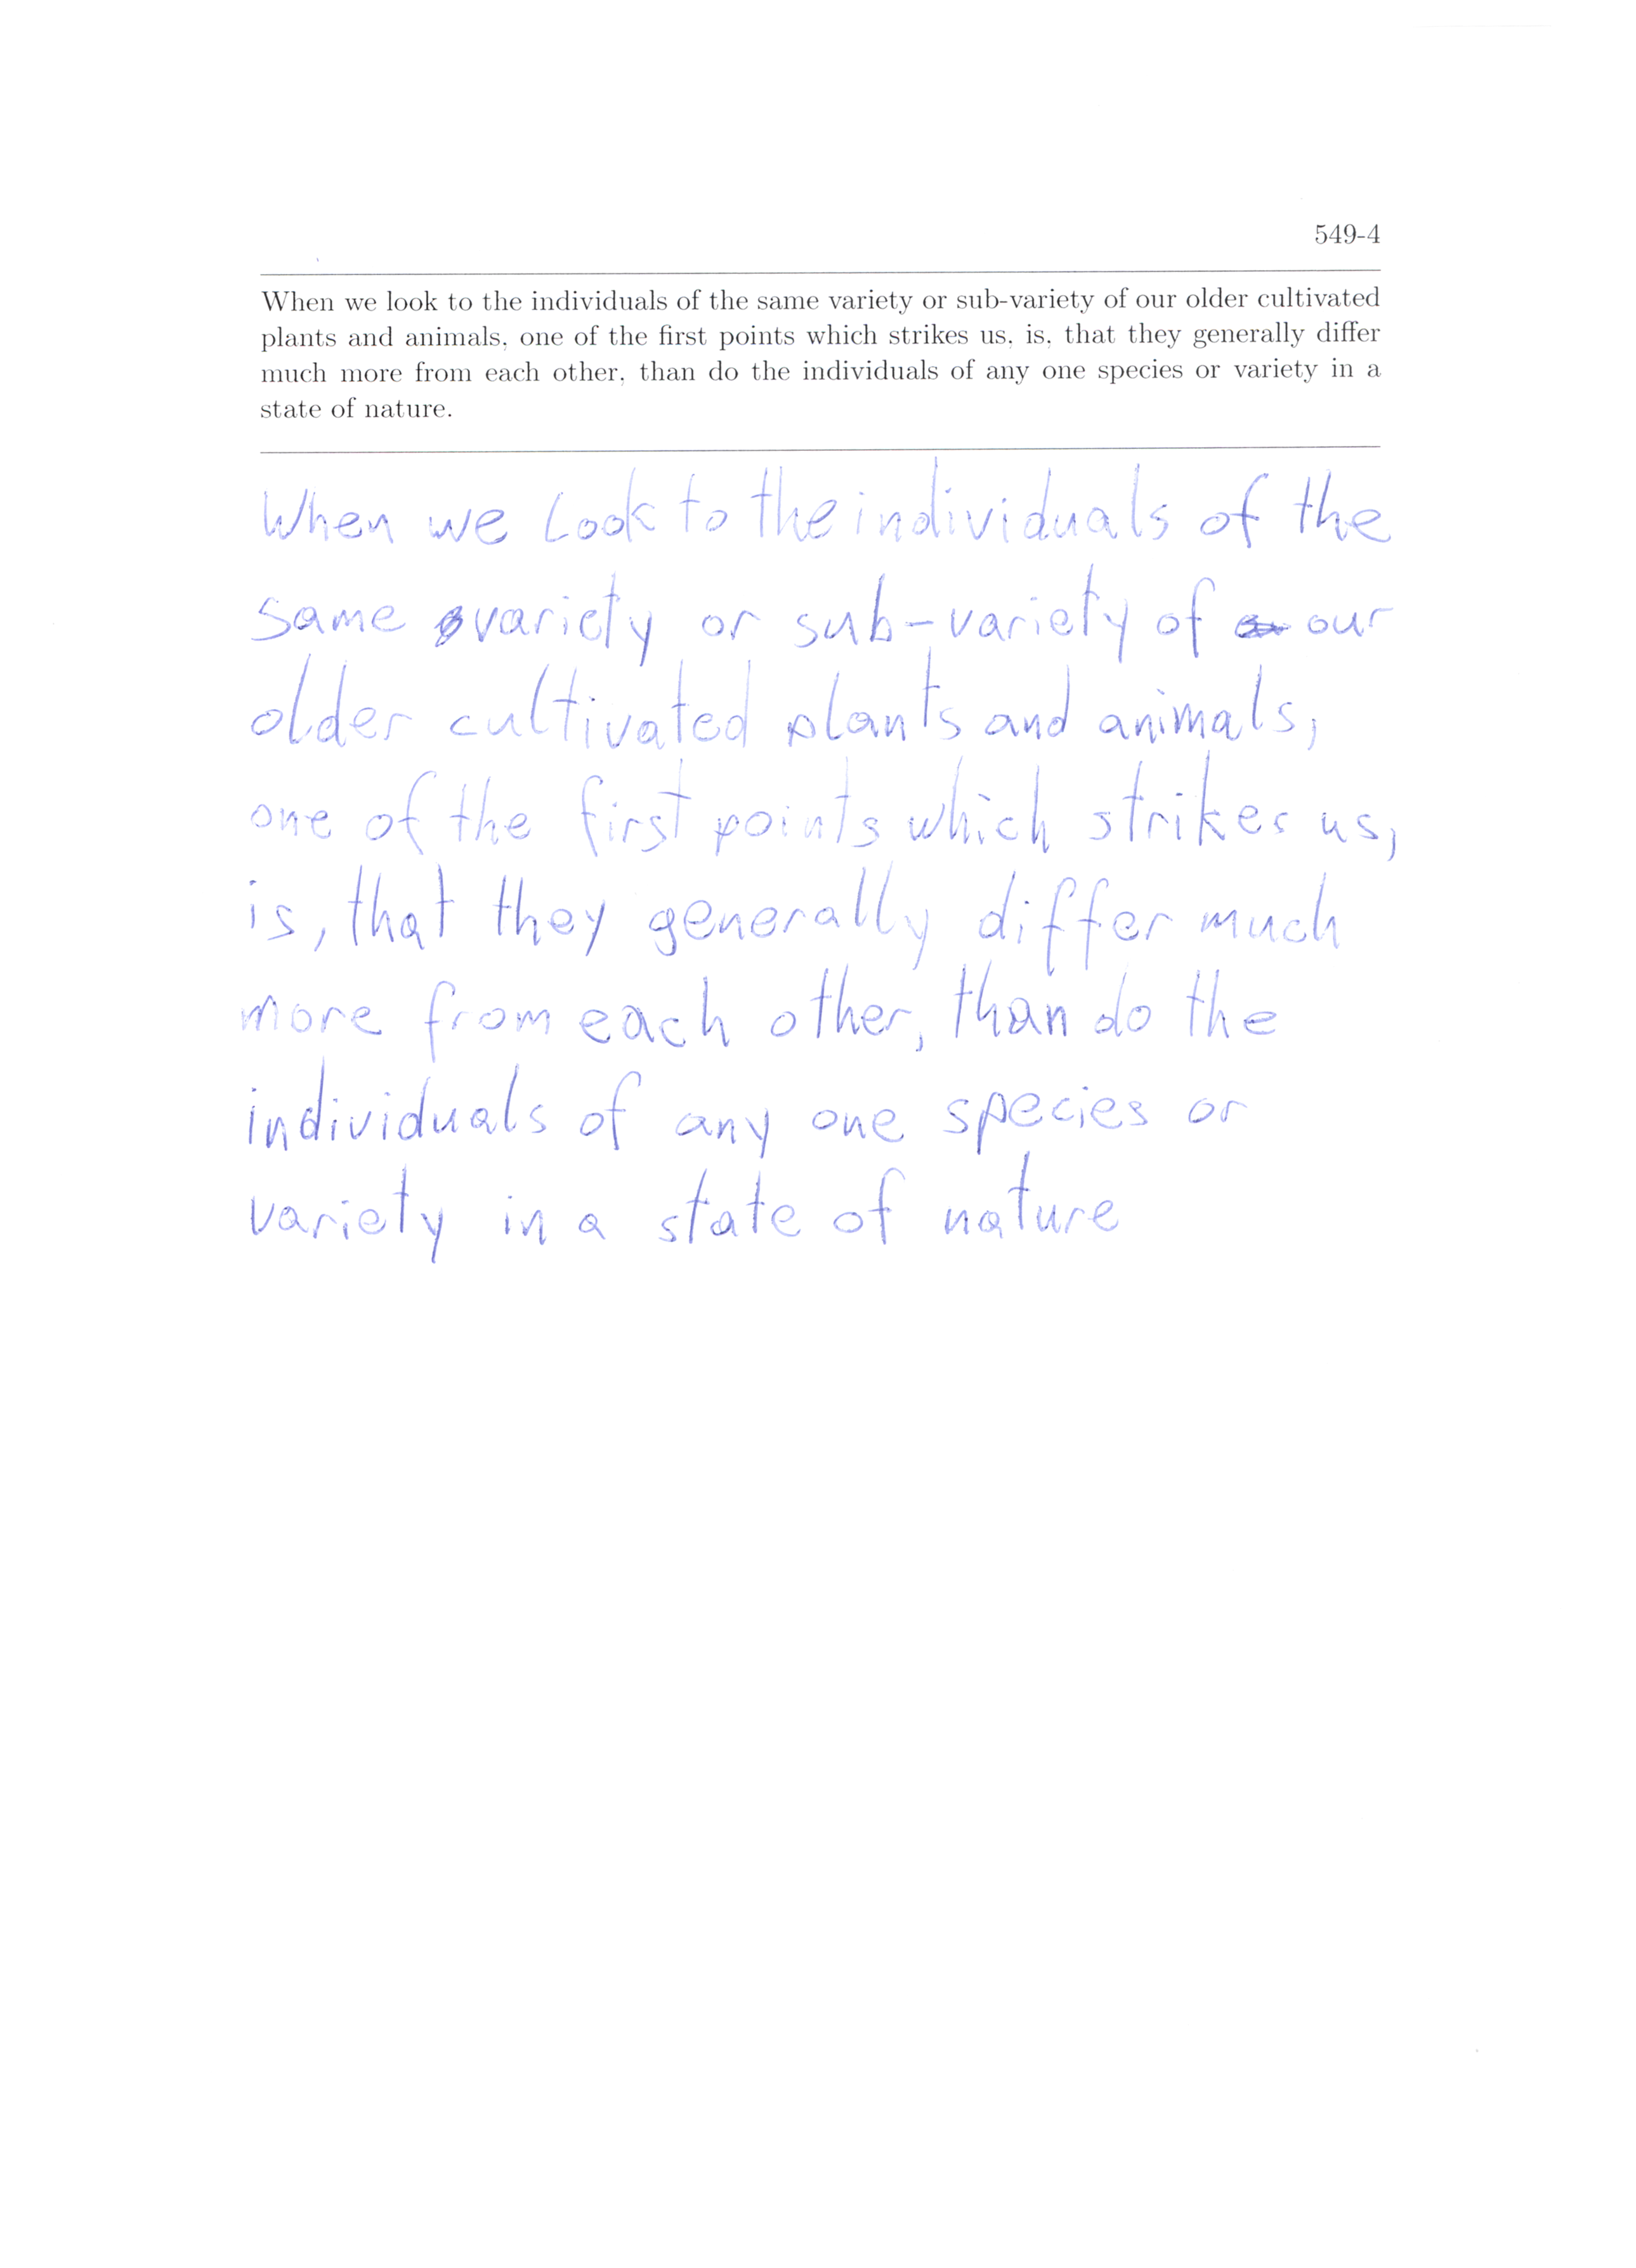 549-4
When we look to the individuals of the same variety or sub-variety of our older cultivated
plants and animals, one of the first points which strikes us, is, that they generally differ
much more from each other, than do the individuals of any one species or variety in a
state of nature.
When we Look to the individuals of the
same variety or sub-variety of our
older cultivated plants and animals,
one of the first points which strikes us,
is, that they generally differ much
more from each other, than do the
individuals of any one species or
variety in a state of nature